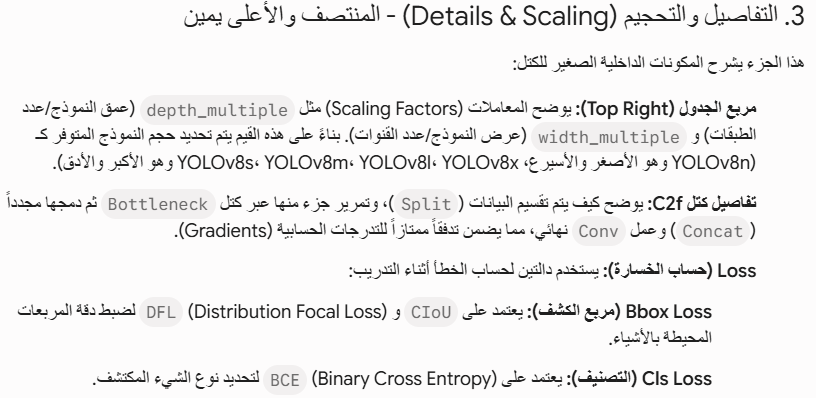 3. التفاصيل والتحجيم (Details & Scaling) - المنتصف والأعلى يمين
هذا الجزء يشرح المكونات الداخلية الصغير للكتل:
مربع الجدول (Top Right): يوضح المعاملات (Scaling Factors) مثل depth_multiple (عمق النموذج/عدد
الطبقات) و width_multiple (عرض النموذج/عدد القنوات). بناءً على هذه القيم يتم تحديد حجم النموذج المتوفر كـ
(YOLOv8n وهو الأصغر والأسيرع، YOLOv8s، YOLOv8m، YOLOv8l، YOLOv8x وهو الأكبر والأدق).
تفاصيل كتل C2f: يوضح كيف يتم تقسيم البيانات ( Split )، وتمرير جزء منها عبر كتل Bottleneck ثم دمجها مجدداً
( Concat ) وعمل Conv نهائي، مما يضمن تدفقاً ممتازاً للتدرجات الحسابية (Gradients).
Loss (حساب الخسارة): يستخدم دالتين لحساب الخطأ أثناء التدريب:
Bbox Loss (مربع الكشف): يعتمد على CIoU و DFL (Distribution Focal Loss) لضبط دقة المربعات
المحيطة بالأشياء.
Cls Loss (التصنيف): يعتمد على BCE (Binary Cross Entropy) لتحديد نوع الشيء المكتشف.